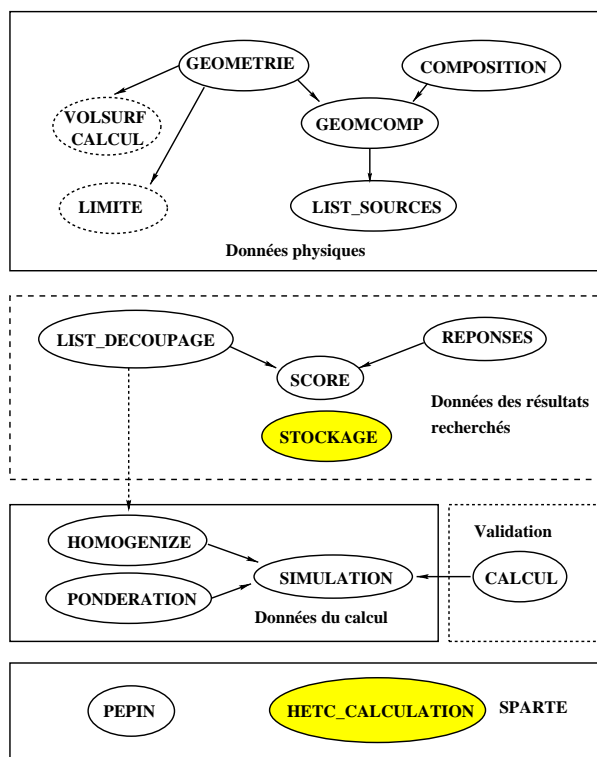 GEOMETRIE
COMPOSITION
VOLSURF
CALCUL
GEOMCOMP
LIMITE
LIST_SOURCES
Données physiques
LIST_DECOUPAGE
REPONSES
SCORE
Données des résultats
recherchés
STOCKAGE
HOMOGENIZE
Validation
SIMULATION
CALCUL
PONDERATION
Données du calcul
PEPIN
HETC_CALCULATION
SPARTE